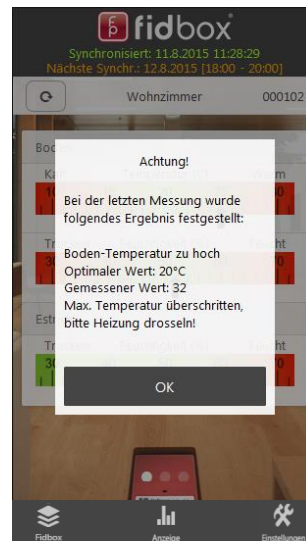 fidbox
Synchronisiert: 11.8.2015 11:28:29
Nächste Synchr.: 12.8.2015 [18:00 - 20:00]
Wohnzimmer 000102
Achtung!
Bei der letzten Messung wurde
folgendes Ergebnis festgestellt:
Boden-Temperatur zu hoch
Optimaler Wert: 20°C
Gemessener Wert: 32
Max. Temperatur überschritten,
bitte Heizung drosseln!
OK
Fidbox Anzeige Einstellungen